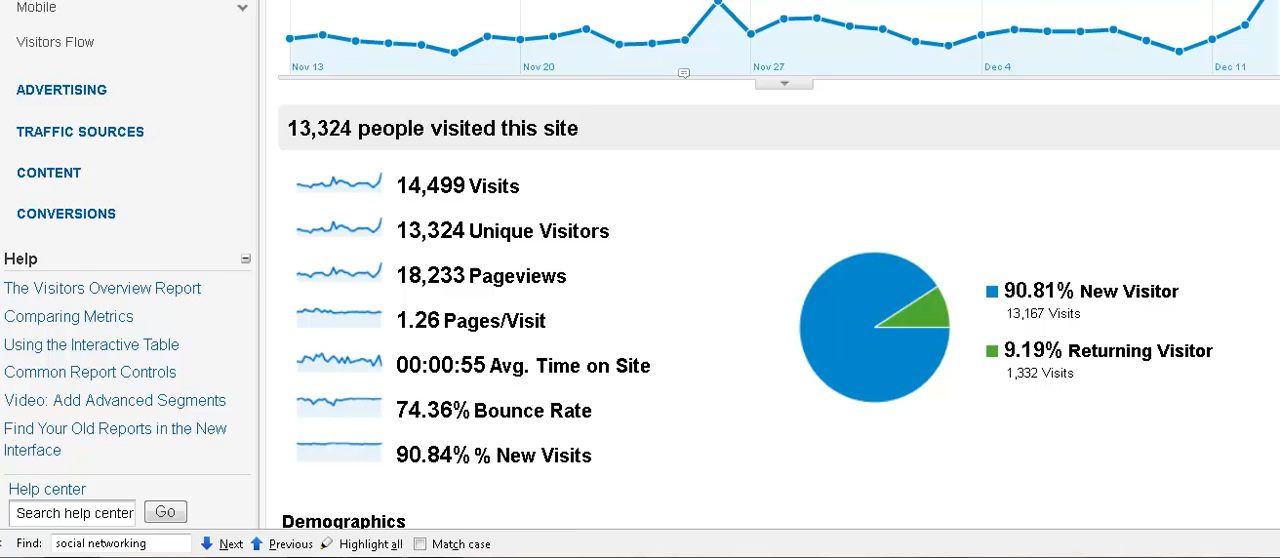 Mobile
Visitors Flow
ADVERTISING
TRAFFIC SOURCES
CONTENT
CONVERSIONS
Help
The Visitors Overview Report
Comparing Metrics
Using the Interactive Table
Common Report Controls
Video: Add Advanced Segments
Find Your Old Reports in the New
Interface
Help center
Search help center Go
Nov 13 Nov 20 Nov 27 Dec 4 Dec 11
13,324 people visited this site
14,499 Visits
13,324 Unique Visitors
18,233 Pageviews
1.26 Pages/Visit
00:00:55 Avg. Time on Site
74.36% Bounce Rate
90.84% % New Visits
90.81% New Visitor
13,167 Visits
9.19% Returning Visitor
1,332 Visits
Demographics
Find: social networking Next Previous Highlight all Match case